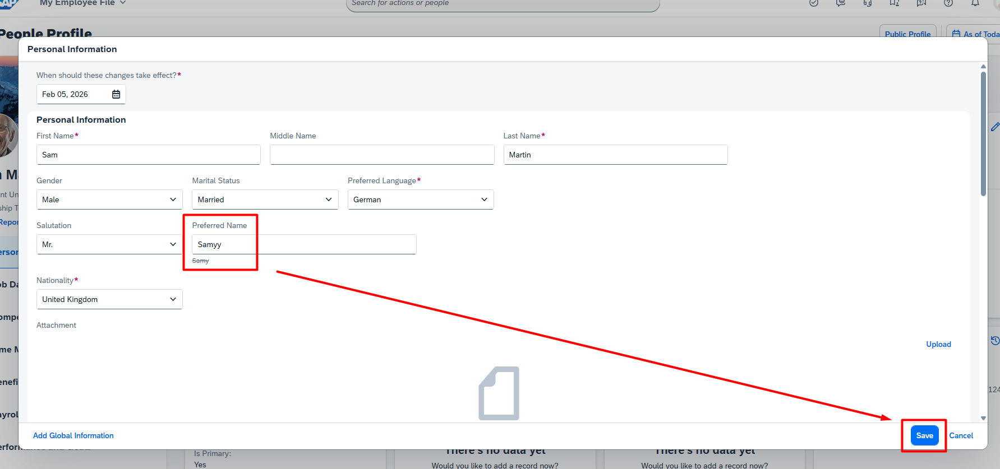 SAP
My Employee File
Search for actions or people
People Profile
Public Profile
As of Toda
Personal Information
When should these changes take effect?*
Feb 05, 2026
Personal Information
First Name*
Middle Name
Last Name*
Sam
Martin
Gender
Marital Status
Preferred Language*
Male
Married
German
Salutation
Preferred Name
Mr.
Samyy
Samy
Nationality*
United Kingdom
Attachment
Upload
124
Add Global Information
Save
Cancel
Is Primary:
Yes
There's no data yet
Would you like to add a record now?
There's no data yet
Would you like to add a record now?